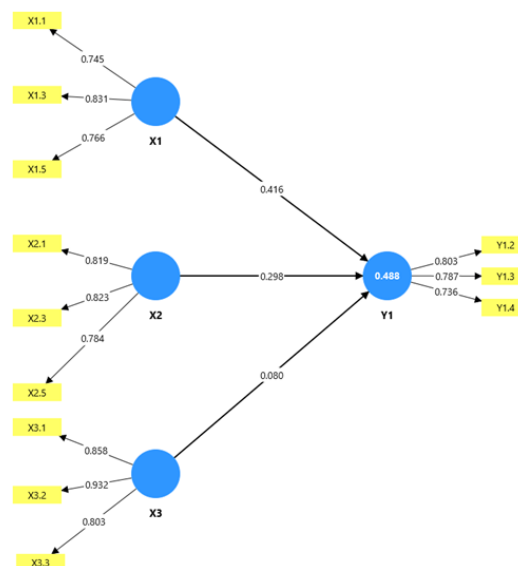 X1.1
0.745
X1.3
0.831
X1
0.766
X1.5
0.416
X2.1
0.819
0.298
X2.3
0.823
X2
0.784
X2.5
0.488
Y1
Y1.2
0.803
Y1.3
0.787
Y1.4
0.736
0.080
X3.1
0.858
X3.2
0.932
X3
0.803
X3.3